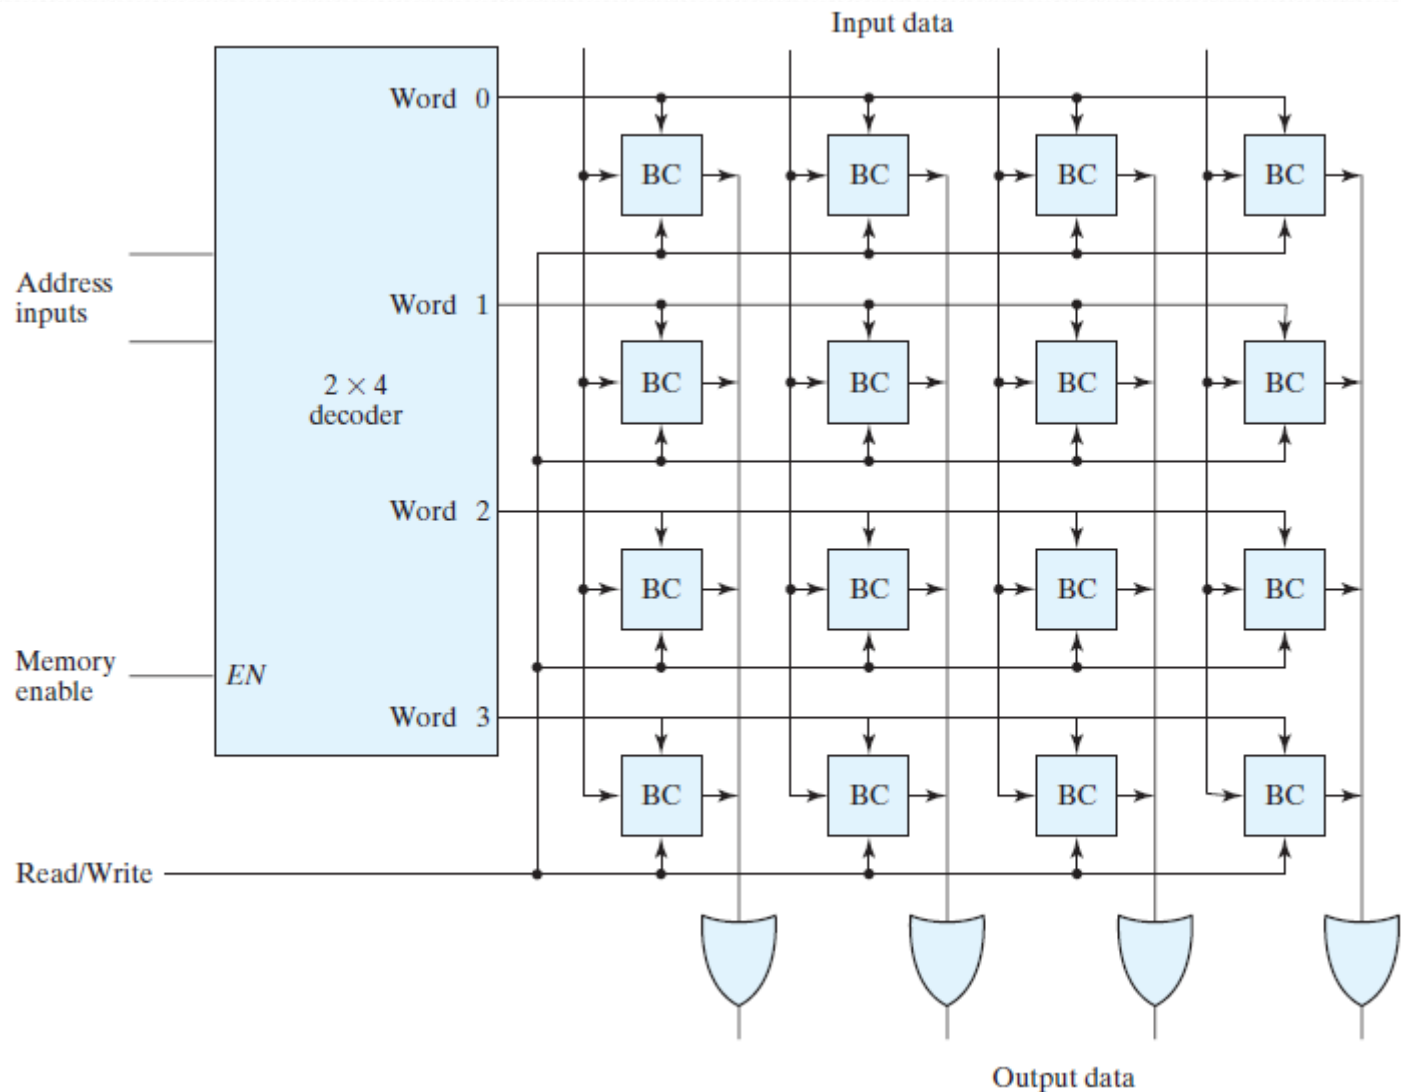 Input data
Word 0
BC BC BC BC
Address
inputs
Word 1
2 × 4
decoder
BC BC BC BC
Word 2
BC BC BC BC
Memory
enable
EN
Word 3
BC BC BC BC
Read/Write
Output data